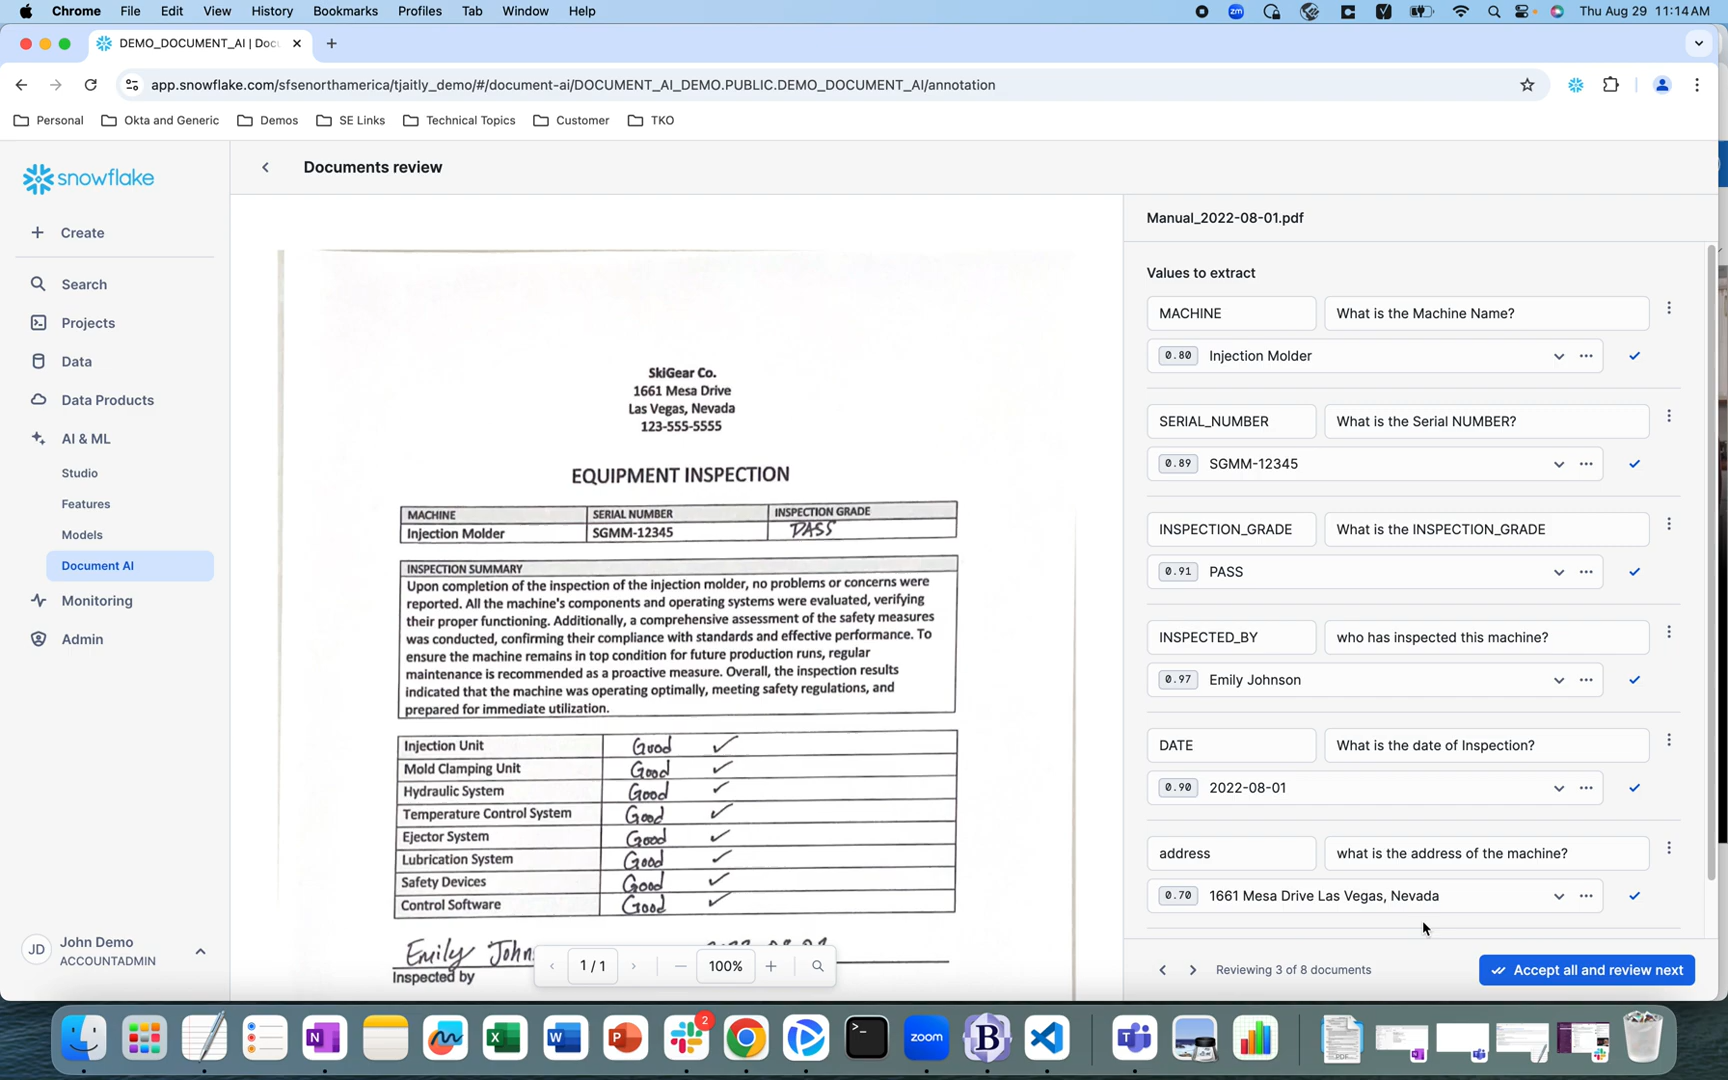 Chrome File Edit View History Bookmarks Profiles Tab Window Help
zm
Thu Aug 29 11:14 AM
DEMO_DOCUMENT_AI | Doc
app.snowflake.com/sfsenorthamerica/tjaitly_demo/#/document-ai/DOCUMENT_AI_DEMO.PUBLIC.DEMO_DOCUMENT_AI/annotation
Personal Okta and Generic Demos SE Links Technical Topics Customer TKO
snowflake
Create
Search
Projects
Data
Data Products
AI & ML
Studio
Features
Models
Document AI
Monitoring
Admin
JD John Demo
ACCOUNTADMIN
Documents review
SkiGear Co.
1661 Mesa Drive
Las Vegas, Nevada
123-555-5555
EQUIPMENT INSPECTION
MACHINE SERIAL NUMBER INSPECTION GRADE
Injection Molder SGMM-12345 PASS
INSPECTION SUMMARY
Upon completion of the inspection of the injection molder, no problems or concerns were
reported. All the machine's components and operating systems were evaluated, verifying
their proper functioning. Additionally, a comprehensive assessment of the safety measures
was conducted, confirming their compliance with standards and effective performance. To
ensure the machine remains in top condition for future production runs, regular
maintenance is recommended as a proactive measure. Overall, the inspection results
indicated that the machine was operating optimally, meeting safety regulations, and
prepared for immediate utilization.
Injection Unit Good ✓
Mold Clamping Unit Good ✓
Hydraulic System Good ✓
Temperature Control System Good ✓
Ejector System Good ✓
Lubrication System Good ✓
Safety Devices Good ✓
Control Software Good ✓
Emily John
Inspected by
1 / 1 100%
Manual_2022-08-01.pdf
Values to extract
MACHINE What is the Machine Name?
0.80 Injection Molder
SERIAL_NUMBER What is the Serial NUMBER?
0.89 SGMM-12345
INSPECTION_GRADE What is the INSPECTION_GRADE
0.91 PASS
INSPECTED_BY who has inspected this machine?
0.97 Emily Johnson
DATE What is the date of Inspection?
0.90 2022-08-01
address what is the address of the machine?
0.70 1661 Mesa Drive Las Vegas, Nevada
Reviewing 3 of 8 documents Accept all and review next
2
zoom